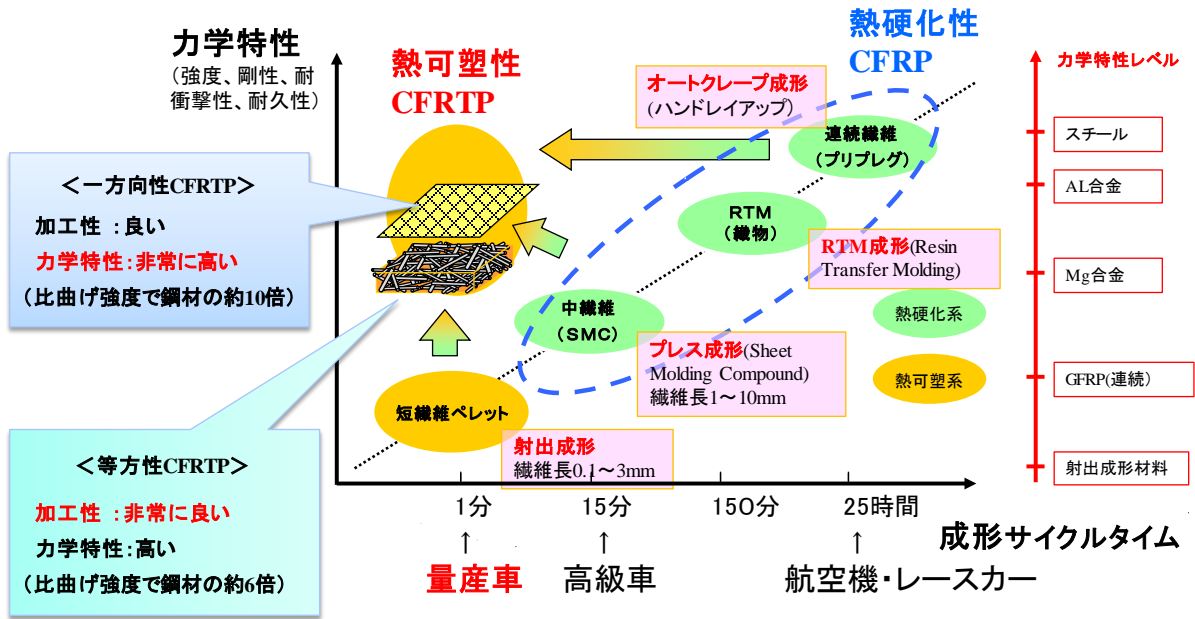 力学特性
（強度、剛性、耐
衝撃性、耐久性）
熱可塑性
CFRTP
熱硬化性
CFRP
オートクレープ成形
(ハンドレイアップ）
連続繊維
（プリプレグ）
RTM
（織物）
RTM成形(Resin
Transfer Molding)
中繊維
（ＳＭＣ）
プレス成形(Sheet
Molding Compound)
繊維長1～10mm
熱硬化系
熱可塑系
短繊維ペレット
射出成形
繊維長0.1～3mm
＜一方向性CFRTP＞
加工性 ：良い
力学特性：非常に高い
（比曲げ強度で鋼材の約10倍）
＜等方性CFRTP＞
加工性 ：非常に良い
力学特性：高い
（比曲げ強度で鋼材の約6倍）
1分
15分
150分
25時間
成形サイクルタイム
↑
↑
↑
量産車
高級車
航空機・レースカー
力学特性レベル
スチール
AL合金
Mg合金
GFRP(連続）
射出成形材料